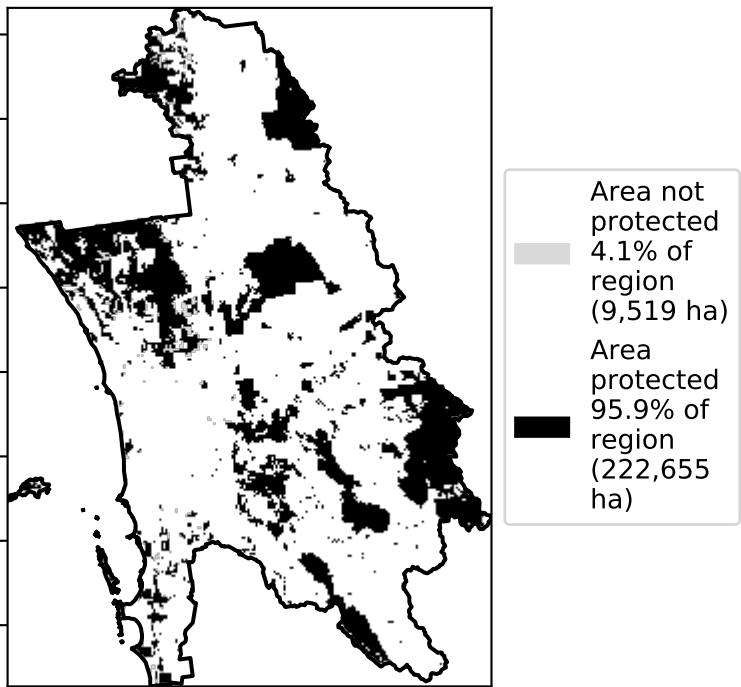 Area not
protected
4.1% of
region
(9,519 ha)
Area
protected
95.9% of
region
(222,655
ha)